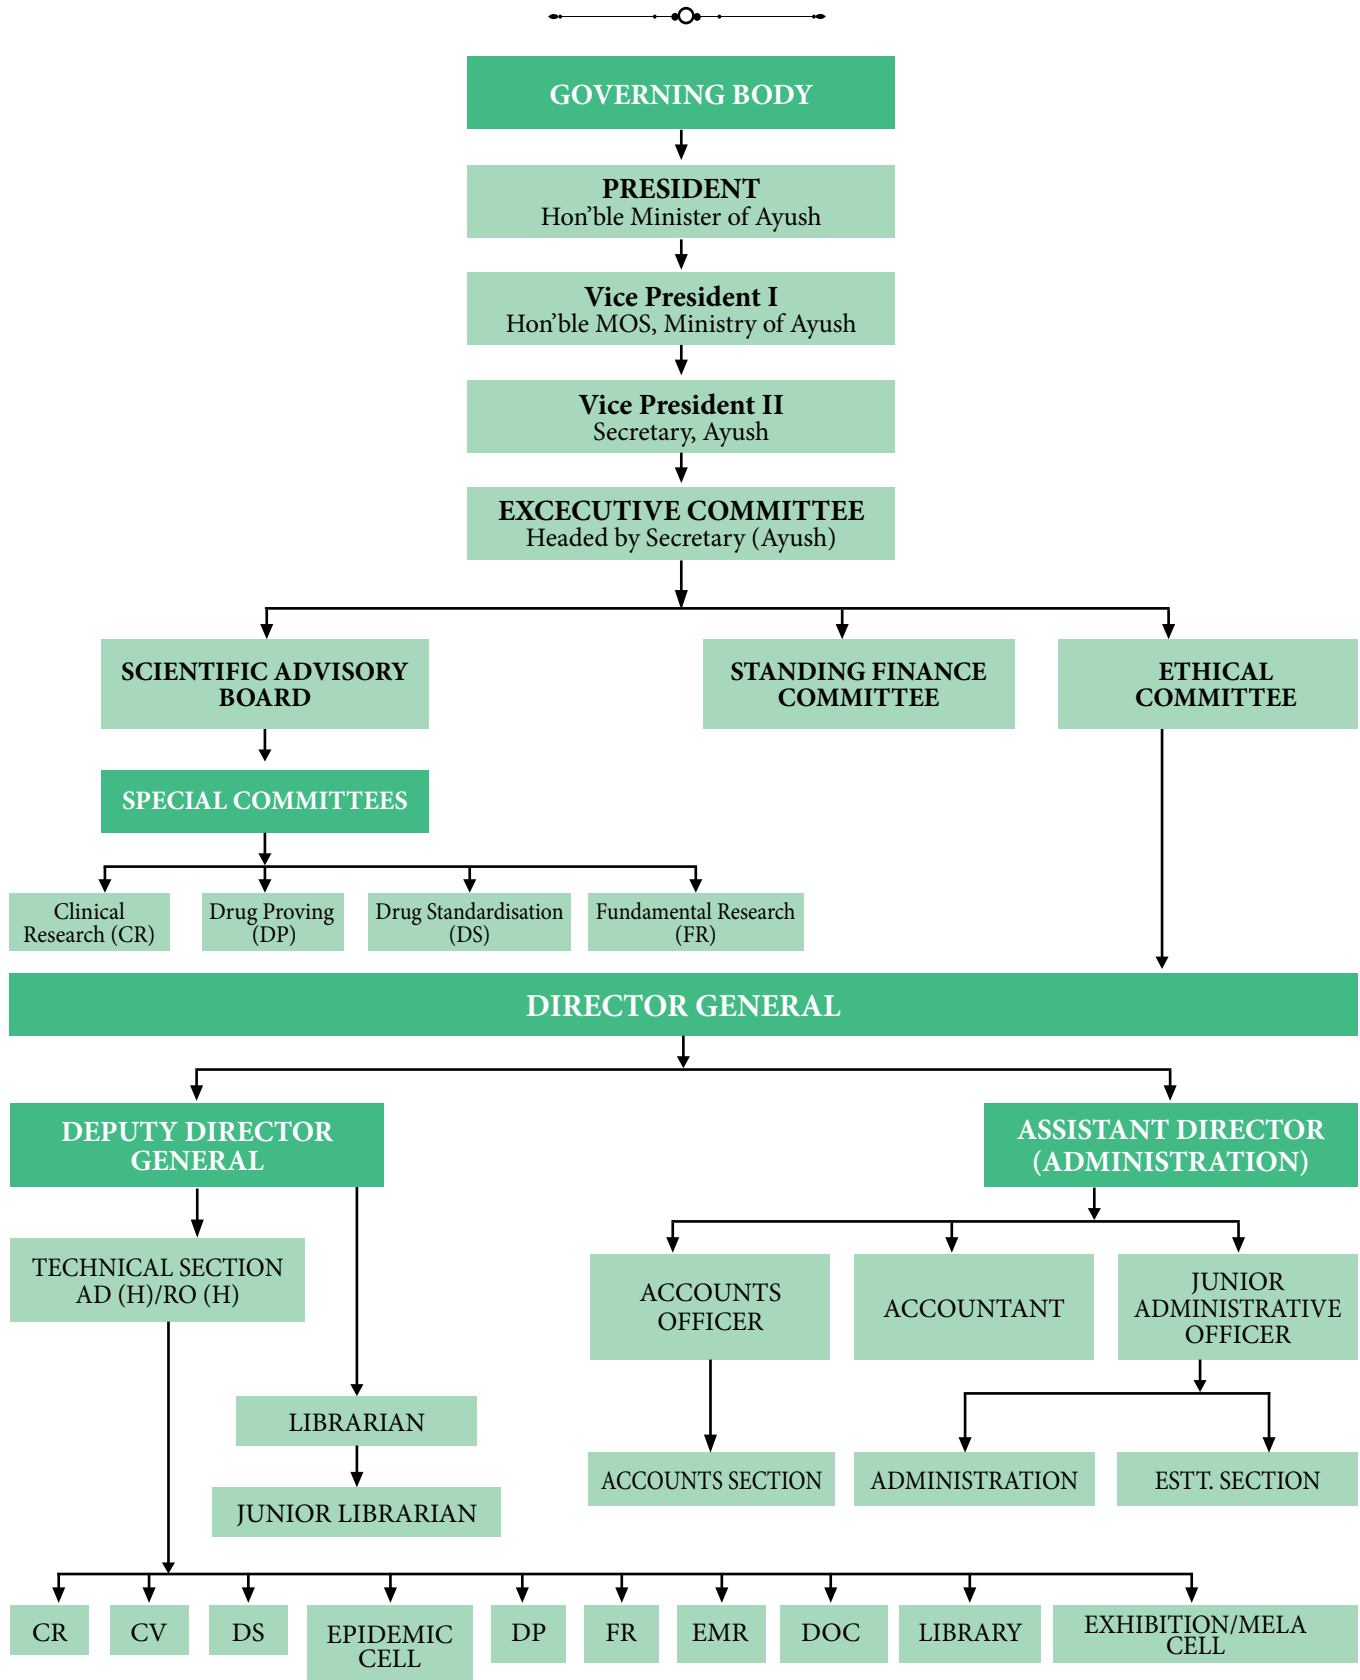 GOVERNING BODY
PRESIDENT
Hon’ble Minister of Ayush
Vice President I
Hon’ble MOS, Ministry of Ayush
Vice President II
Secretary, Ayush
EXCECUTIVE COMMITTEE
Headed by Secretary (Ayush)
SCIENTIFIC ADVISORY
BOARD
STANDING FINANCE
COMMITTEE
ETHICAL
COMMITTEE
SPECIAL COMMITTEES
Clinical
Research (CR)
Drug Proving
(DP)
Drug Standardisation
(DS)
Fundamental Research
(FR)
DIRECTOR GENERAL
DEPUTY DIRECTOR
GENERAL
ASSISTANT DIRECTOR
(ADMINISTRATION)
TECHNICAL SECTION
AD (H)/RO (H)
ACCOUNTS
OFFICER
ACCOUNTANT
JUNIOR
ADMINISTRATIVE
OFFICER
LIBRARIAN
JUNIOR LIBRARIAN
ACCOUNTS SECTION
ADMINISTRATION
ESTT. SECTION
CR
CV
DS
EPIDEMIC
CELL
DP
FR
EMR
DOC
LIBRARY
EXHIBITION/MELA
CELL